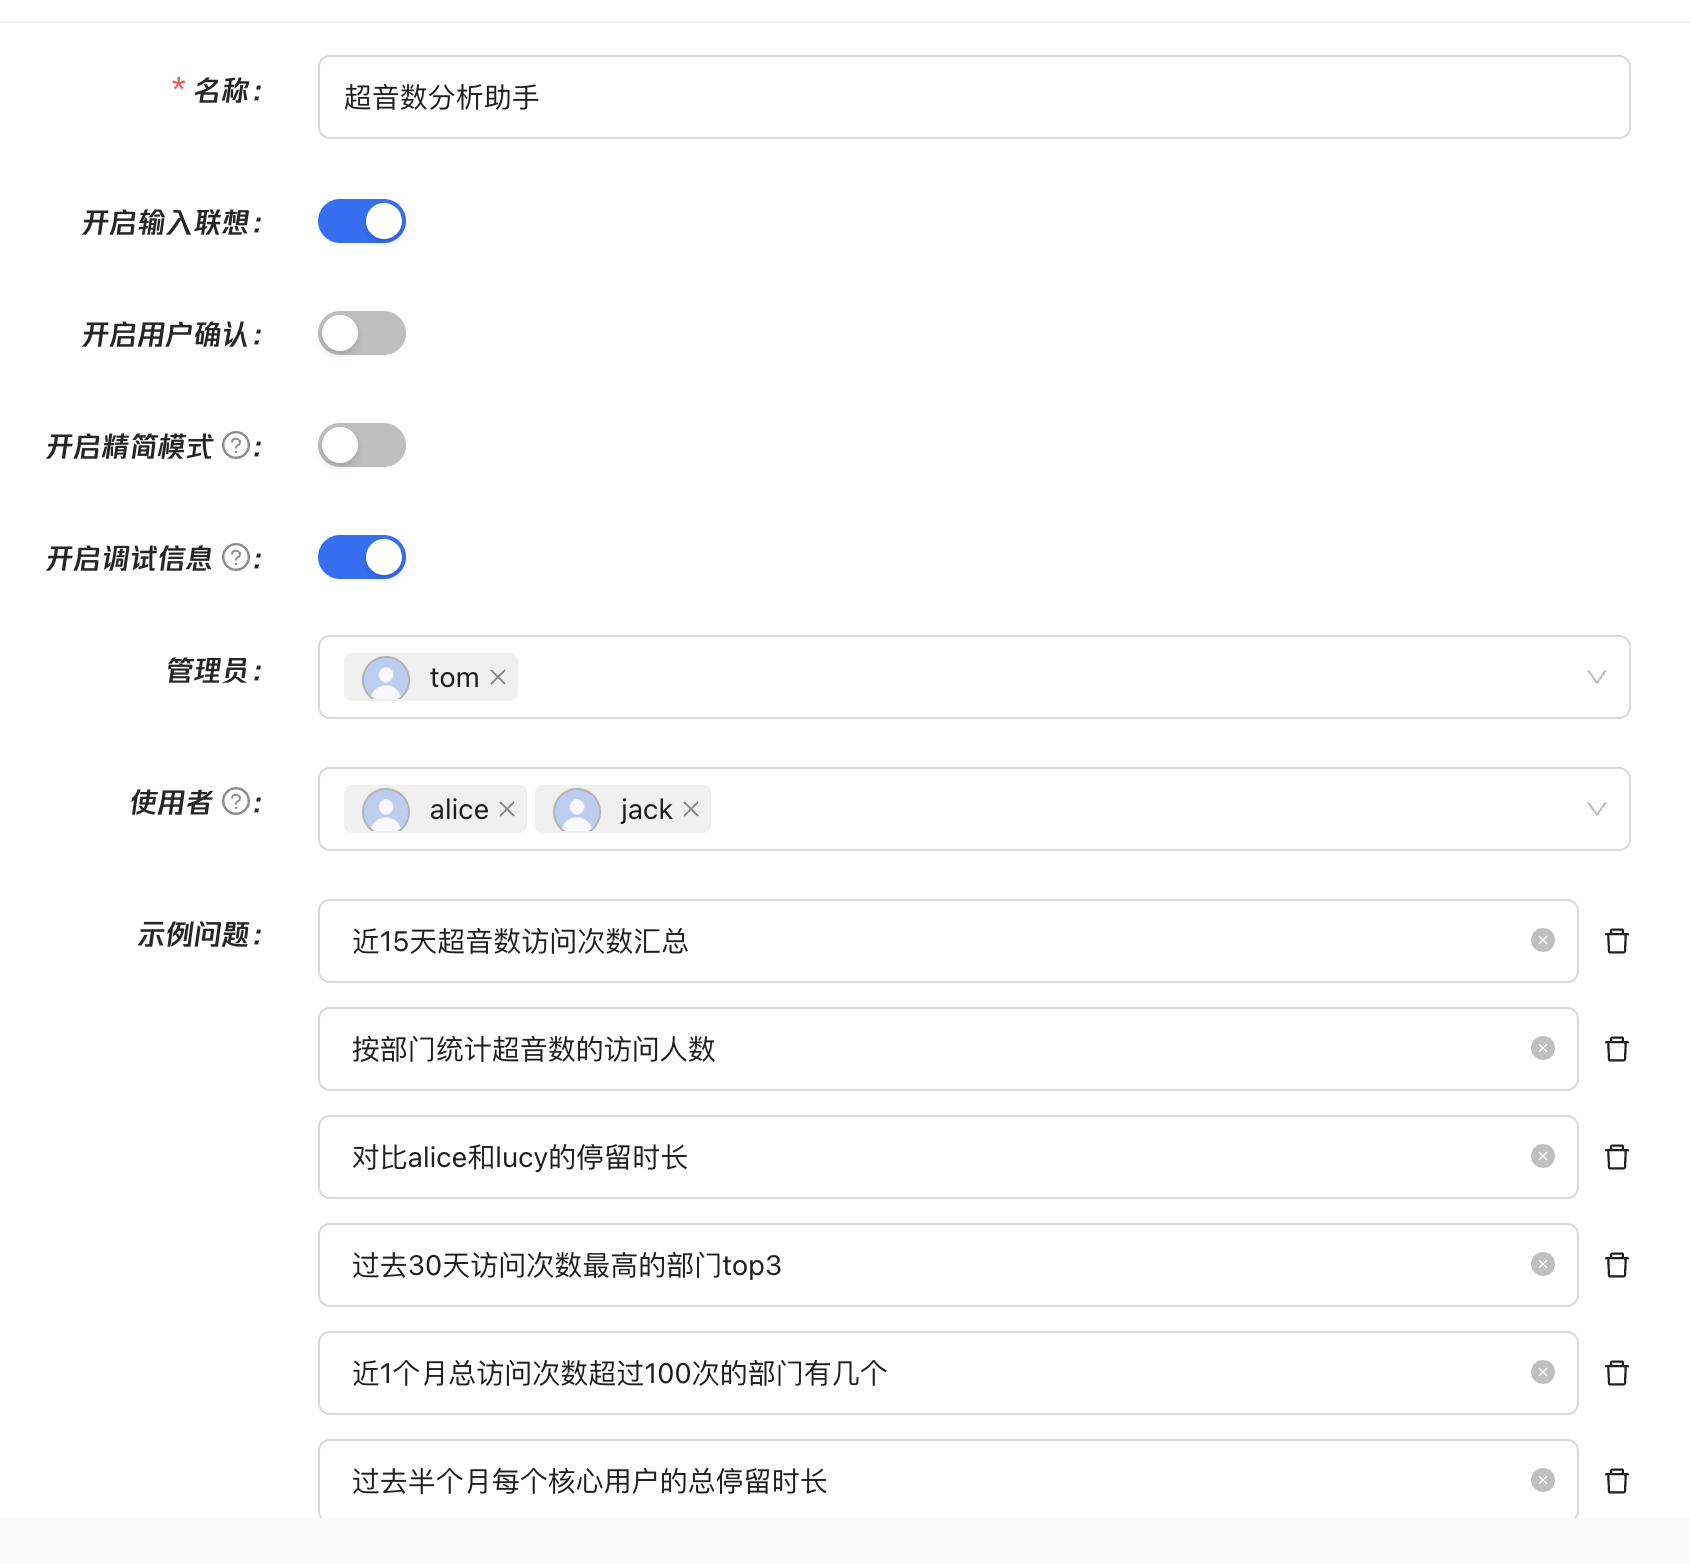 * 名称:
超音数分析助手
开启输入联想:
开启用户确认:
开启精简模式 ? :
开启调试信息 ? :
管理员:
tom
使用者 ? :
alice jack
示例问题:
近15天超音数访问次数汇总
按部门统计超音数的访问人数
对比alice和lucy的停留时长
过去30天访问次数最高的部门top3
近1个月总访问次数超过100次的部门有几个
过去半个月每个核心用户的总停留时长